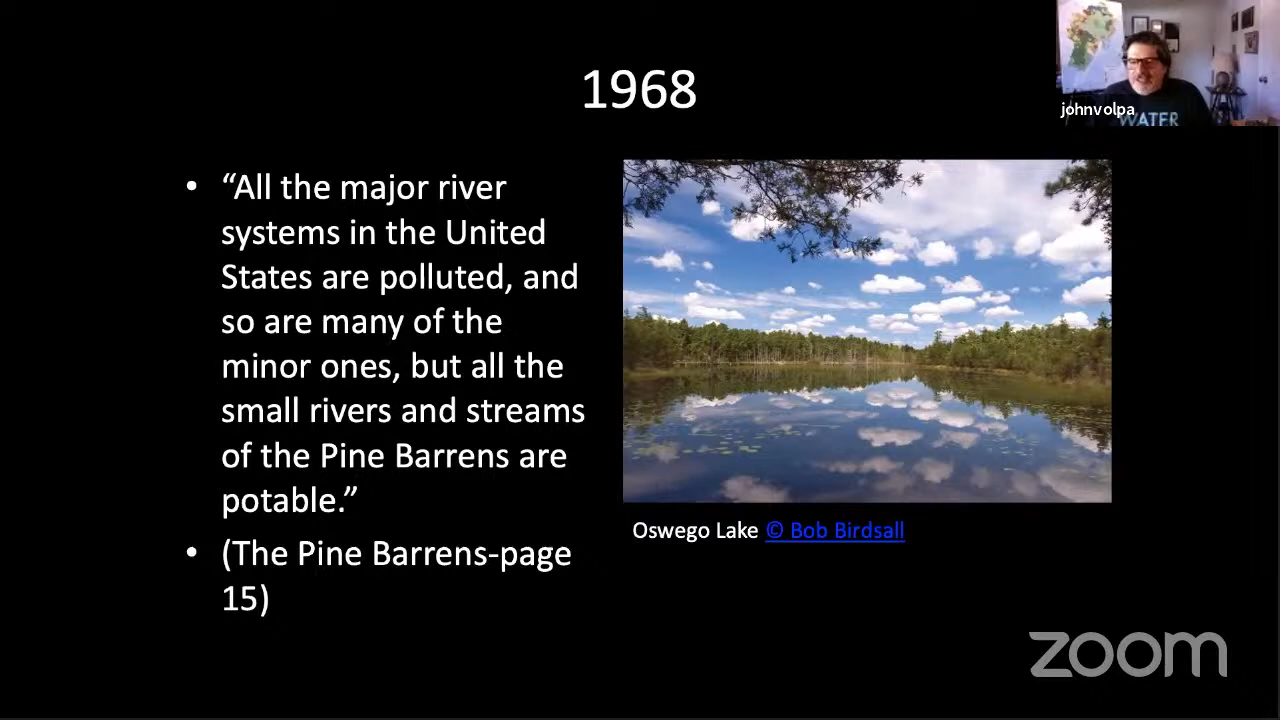 1968
johnvolpa
WATER
• “All the major river
systems in the United
States are polluted, and
so are many of the
minor ones, but all the
small rivers and streams
of the Pine Barrens are
potable.”
• (The Pine Barrens-page
15)
Oswego Lake © Bob Birdsall
zoom